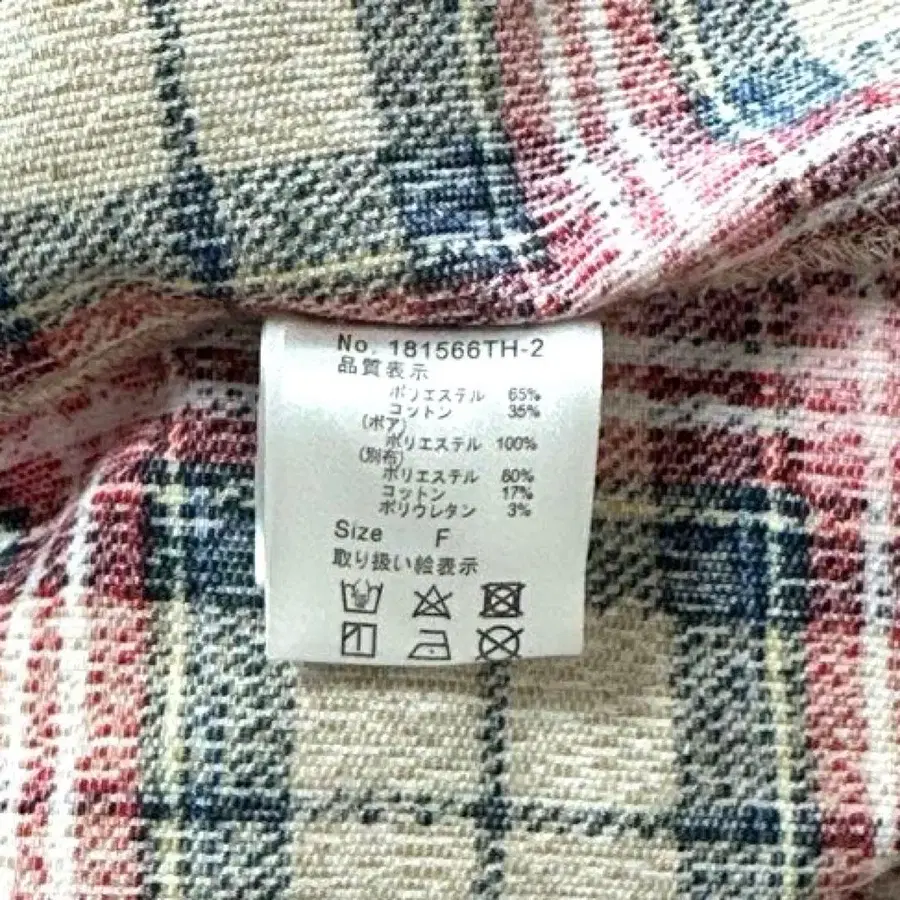 No. 181566TH-2
品質表示
ポリエステル 65%
コットン 35%
(ボア)
ポリエステル 100%
(別布)
ポリエステル 80%
コットン 17%
ポリウレタン 3%
Size F
取り扱い絵表示